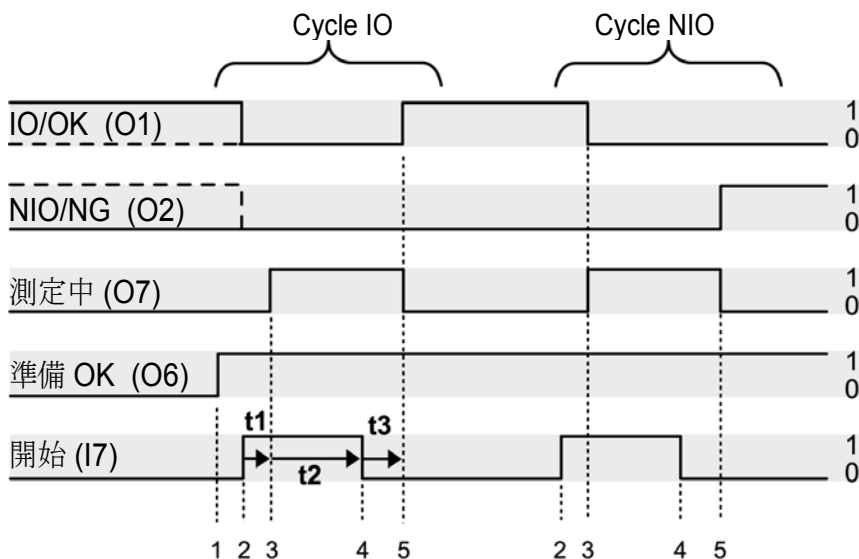 Cycle IO Cycle NIO
IO/OK (O1) 1
0
NIO/NG (O2) 1
0
測定中 (O7) 1
0
準備 OK (O6) 1
0
t1 t3
開始 (I7) 1
t2 0
1 2 3 4 5 2 3 4 5